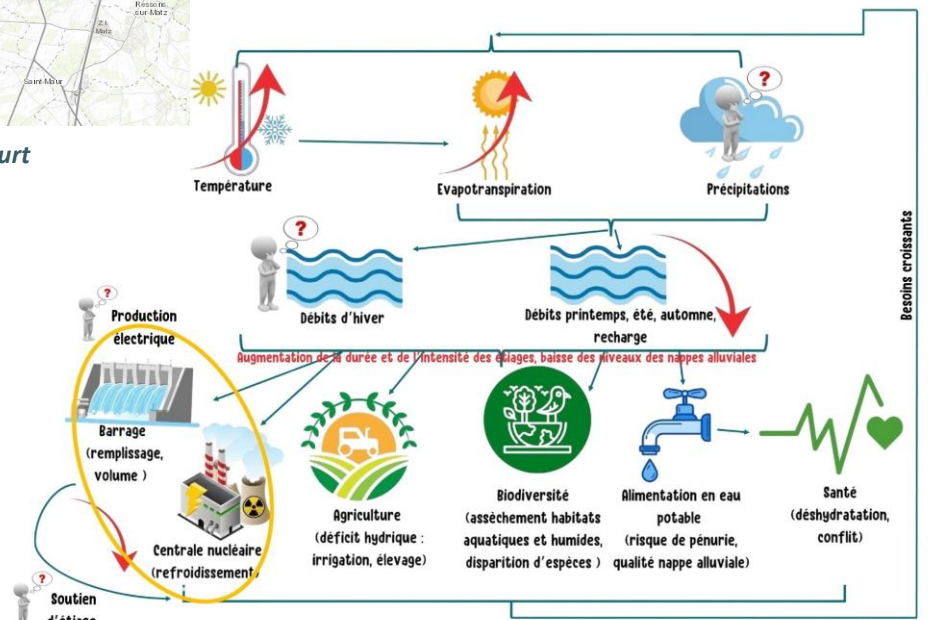 Ressons
sur-Matz
Z.I.
Matz
Saint-Maur
urt
?
Température
Evapotranspiration
Précipitations
Besoins croissants
?
Débits d'hiver
Débits printemps, été, automne,
recharge
?
Production
électrique
Augmentation de la durée et de l'intensité des étiages, baisse des niveaux des nappes alluviales
Barrage
(remplissage,
volume )
Centrale nucléaire
(refroidissement)
Agriculture
(déficit hydrique :
irrigation, élevage)
Biodiversité
(assèchement habitats
aquatiques et humides,
disparition d'espèces )
Alimentation en eau
potable
(risque de pénurie,
qualité nappe alluviale)
Santé
(déshydratation,
conflit)
?
Soutien
d'étiage